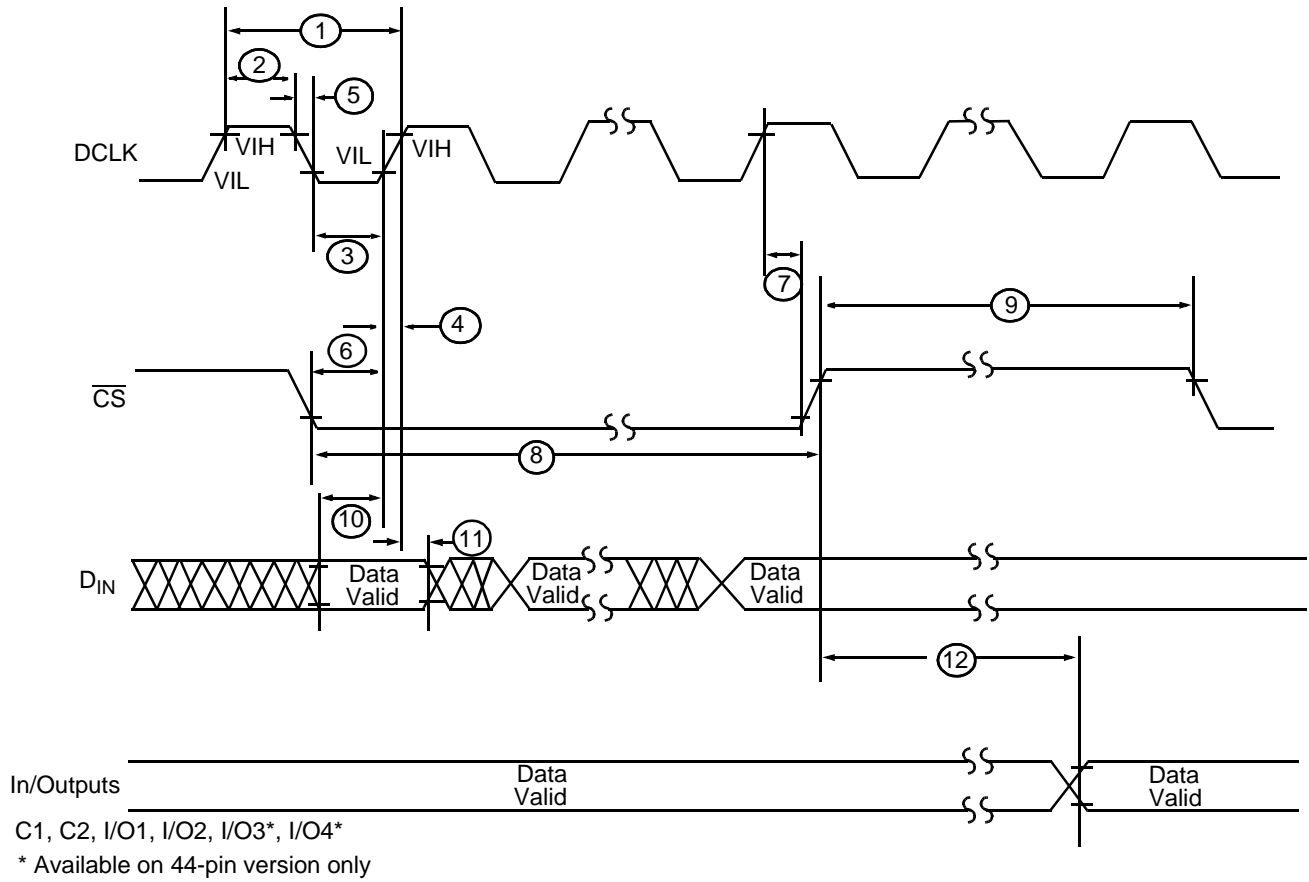 1
2
5
DCLK
VIH
VIL
VIH
VIL
3
7
9
4
6
CS
8
10
11
DIN
Data
Valid
Data
Valid
Data
Valid
12
In/Outputs
Data
Valid
Data
Valid
C1, C2, I/O1, I/O2, I/O3*, I/O4*
* Available on 44-pin version only